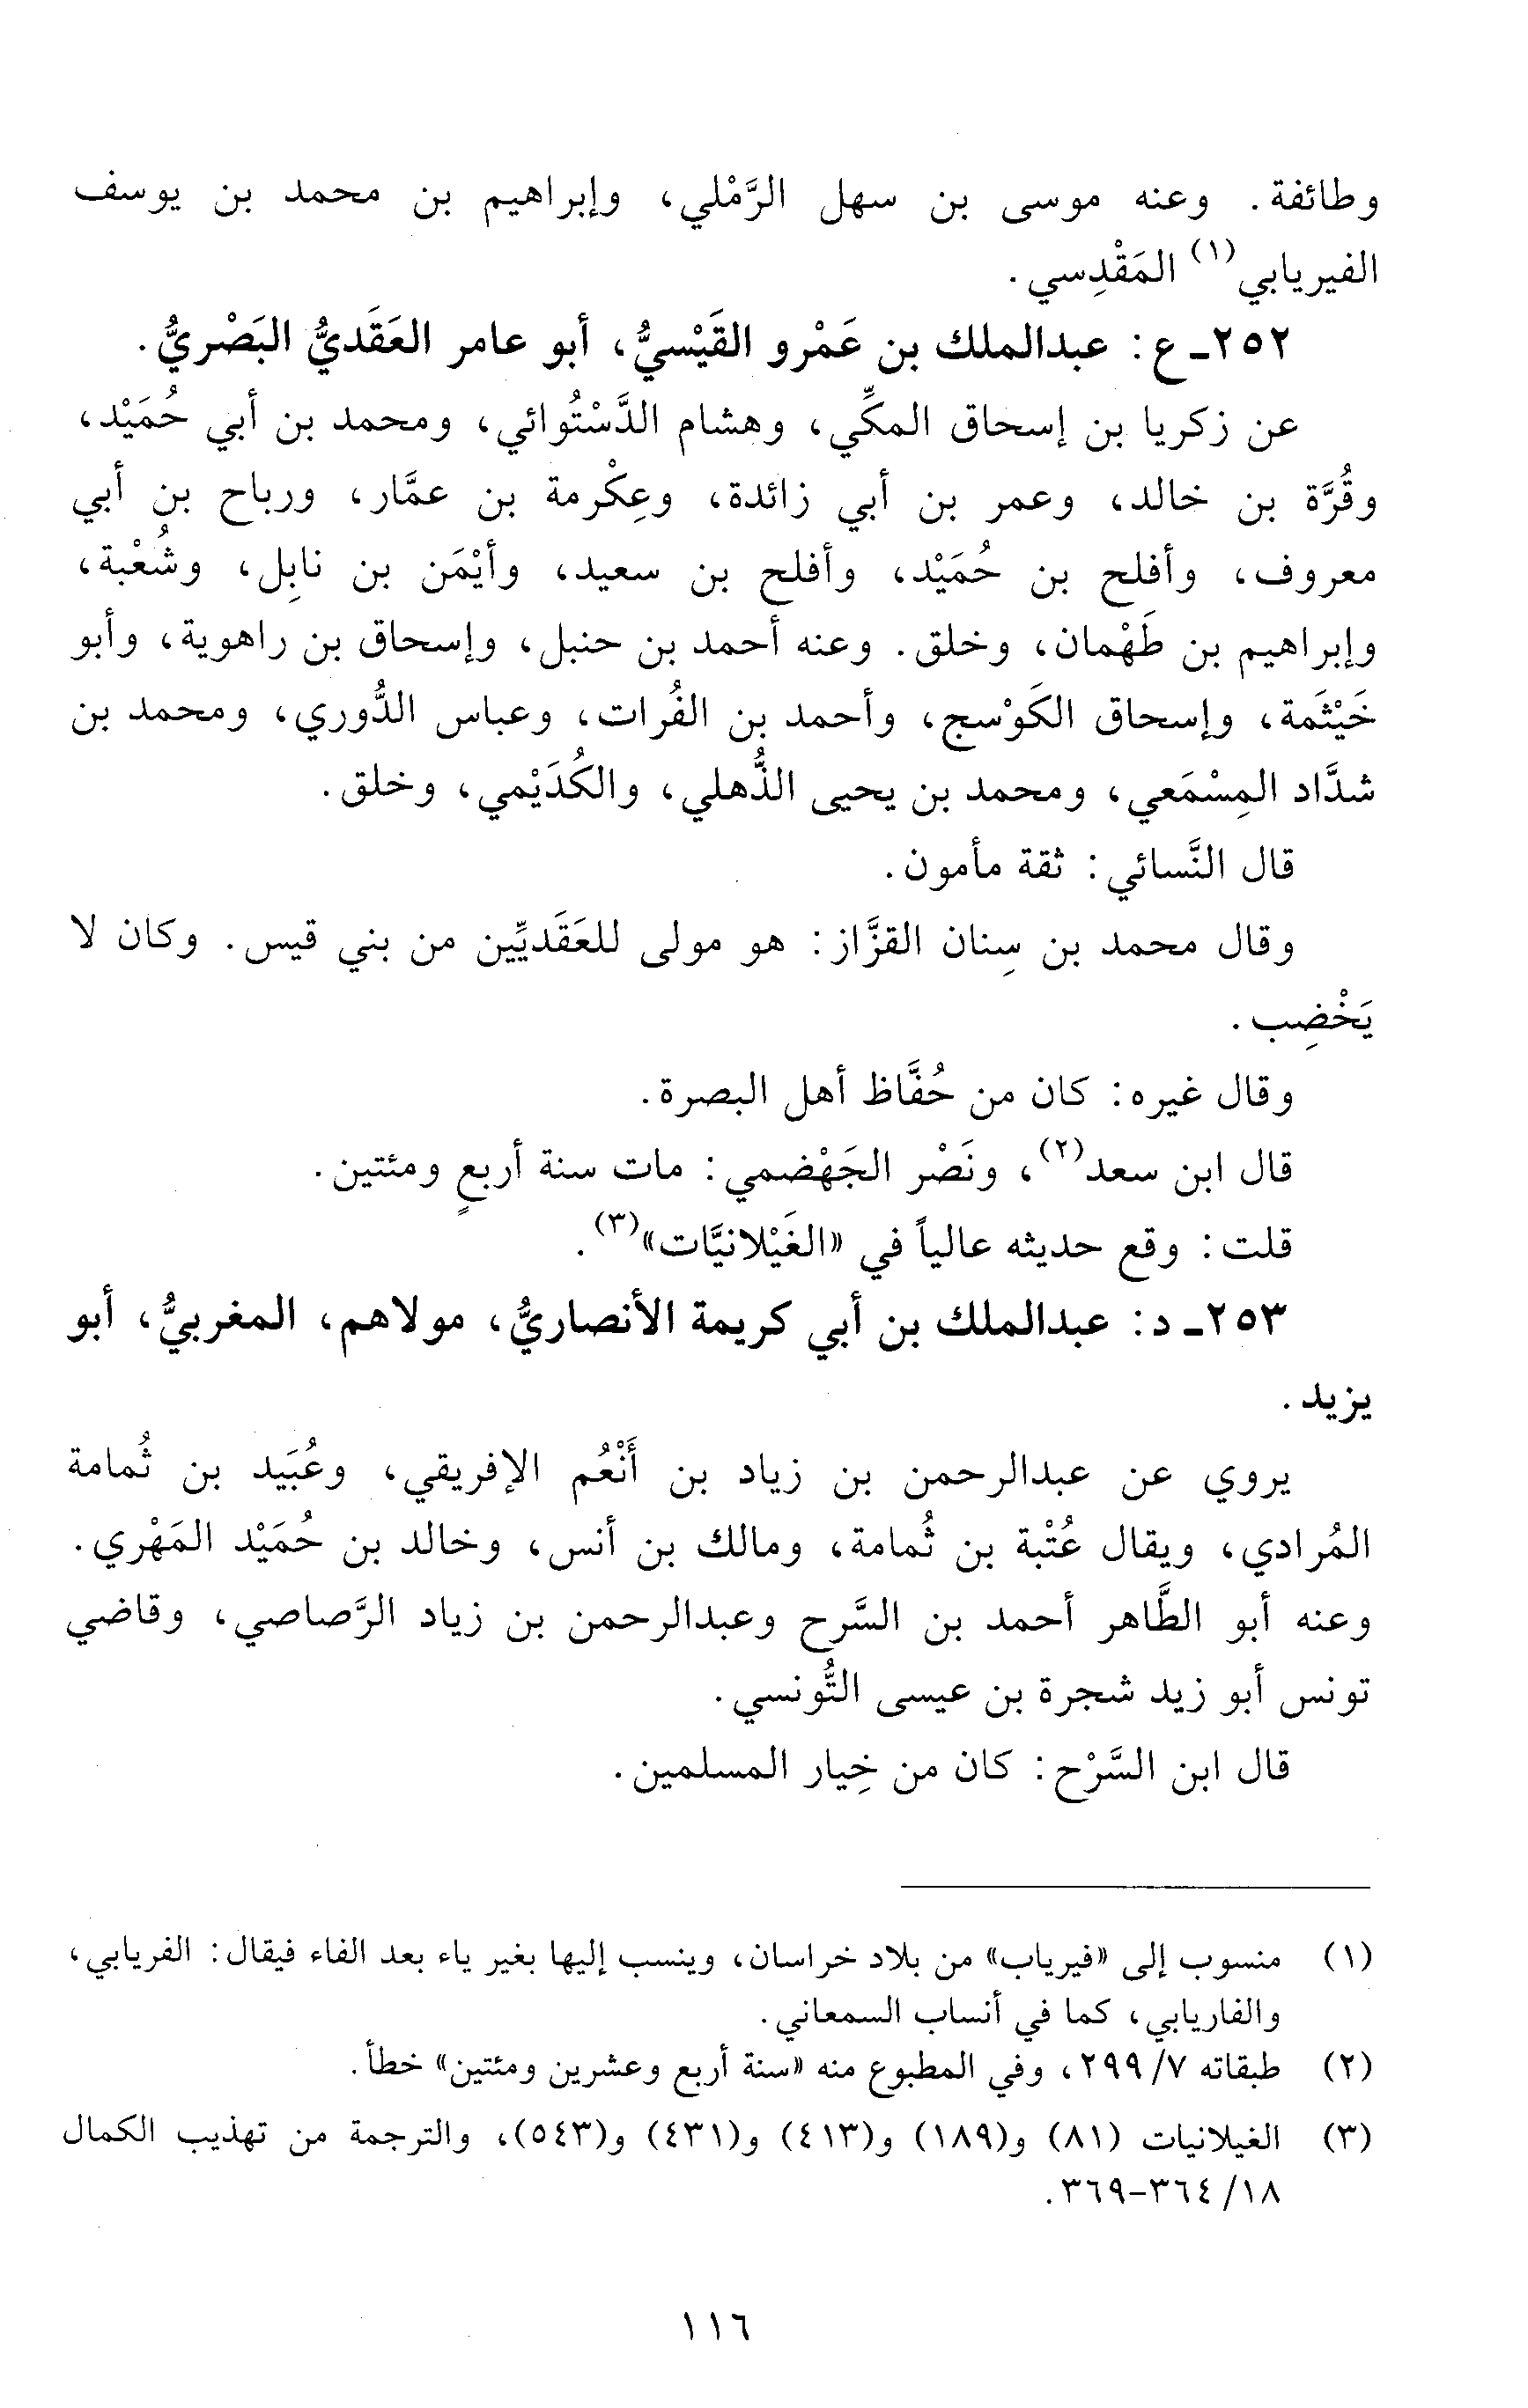 وطائفة. وعنه موسى بن سهل الرَّمْلي، وإبراهيم بن محمد بن يوسف
الفيريابي(١) المَقْدِسي.
٢٥٢ـ ع: عبدالملك بن عَمْرو القَيْسيُّ، أبو عامر العَقَديُّ البَصْريُّ.
عن زكريا بن إسحاق المكِّي، وهشام الدَّسْتُوائي، ومحمد بن أبي حُمَيْد،
وقُرَّة بن خالد، وعمر بن أبي زائدة، وعِكْرمة بن عمَّار، ورباح بن أبي
معروف، وأفلح بن حُمَيْد، وأفلح بن سعيد، وأيْمَن بن نابِل، وشُعْبة،
وإبراهيم بن طَهْمان، وخلق. وعنه أحمد بن حنبل، وإسحاق بن راهوية، وأبو
خَيْثَمة، وإسحاق الكَوْسج، وأحمد بن الفُرات، وعباس الدُّوري، ومحمد بن
شدَّاد المِسْمَعي، ومحمد بن يحيى الذُّهلي، والكُدَيْمي، وخلق.
قال النَّسائي: ثقة مأمون.
وقال محمد بن سِنان القزَّاز: هو مولى للعَقَديِّين من بني قيس. وكان لا
يَخْضِب.
وقال غيره: كان من حُفَّاظ أهل البصرة.
قال ابن سعد(٢)، ونَصْر الجَهْضمي: مات سنة أربعٍ ومئتين.
قلت: وقع حديثه عالياً في «الغَيْلانيَّات»(٣).
٢٥٣ـ د: عبدالملك بن أبي كريمة الأنصاريُّ، مولاهم، المغربيُّ، أبو
يزيد.
يروي عن عبدالرحمن بن زياد بن أَنْعُم الإفريقي، وعُبَيد بن ثُمامة
المُرادي، ويقال عُتْبة بن ثُمامة، ومالك بن أنس، وخالد بن حُمَيْد المَهْري.
وعنه أبو الطَّاهر أحمد بن السَّرح وعبدالرحمن بن زياد الرَّصاصي، وقاضي
تونس أبو زيد شجرة بن عيسى التُّونسي.
قال ابن السَّرْح: كان من خِيار المسلمين.
(١) منسوب إلى «فيرياب» من بلاد خراسان، وينسب إليها بغير ياء بعد الفاء فيقال: الفريابي،
والفاريابي، كما في أنساب السمعاني.
(٢) طبقاته ٧/ ٢٩٩، وفي المطبوع منه «سنة أربع وعشرين ومئتين» خطأ.
(٣) الغيلانيات (٨١) و(١٨٩) و(٤١٣) و(٤٣١) و(٥٤٣)، والترجمة من تهذيب الكمال
١٨/ ٣٦٤-٣٦٩.
١١٦